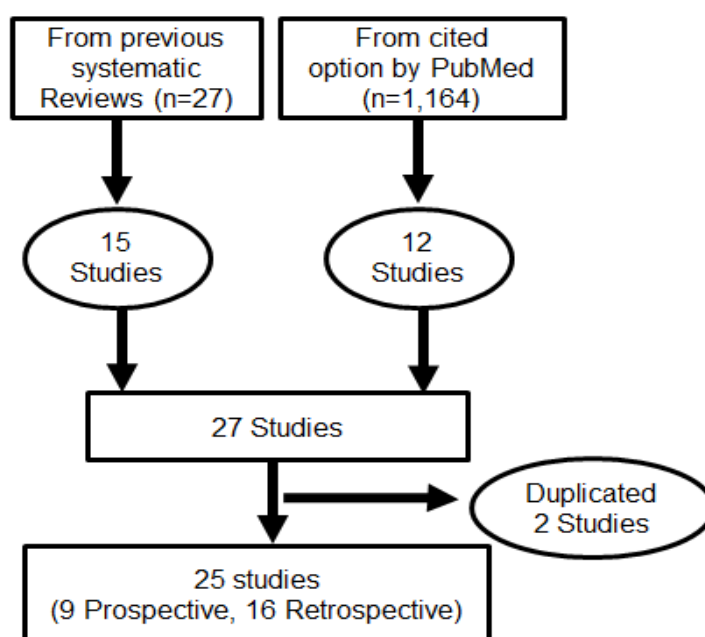 From previous
systematic
Reviews (n=27)
From cited
option by PubMed
(n=1,164)
15
Studies
12
Studies
27 Studies
Duplicated
2 Studies
25 studies
(9 Prospective, 16 Retrospective)